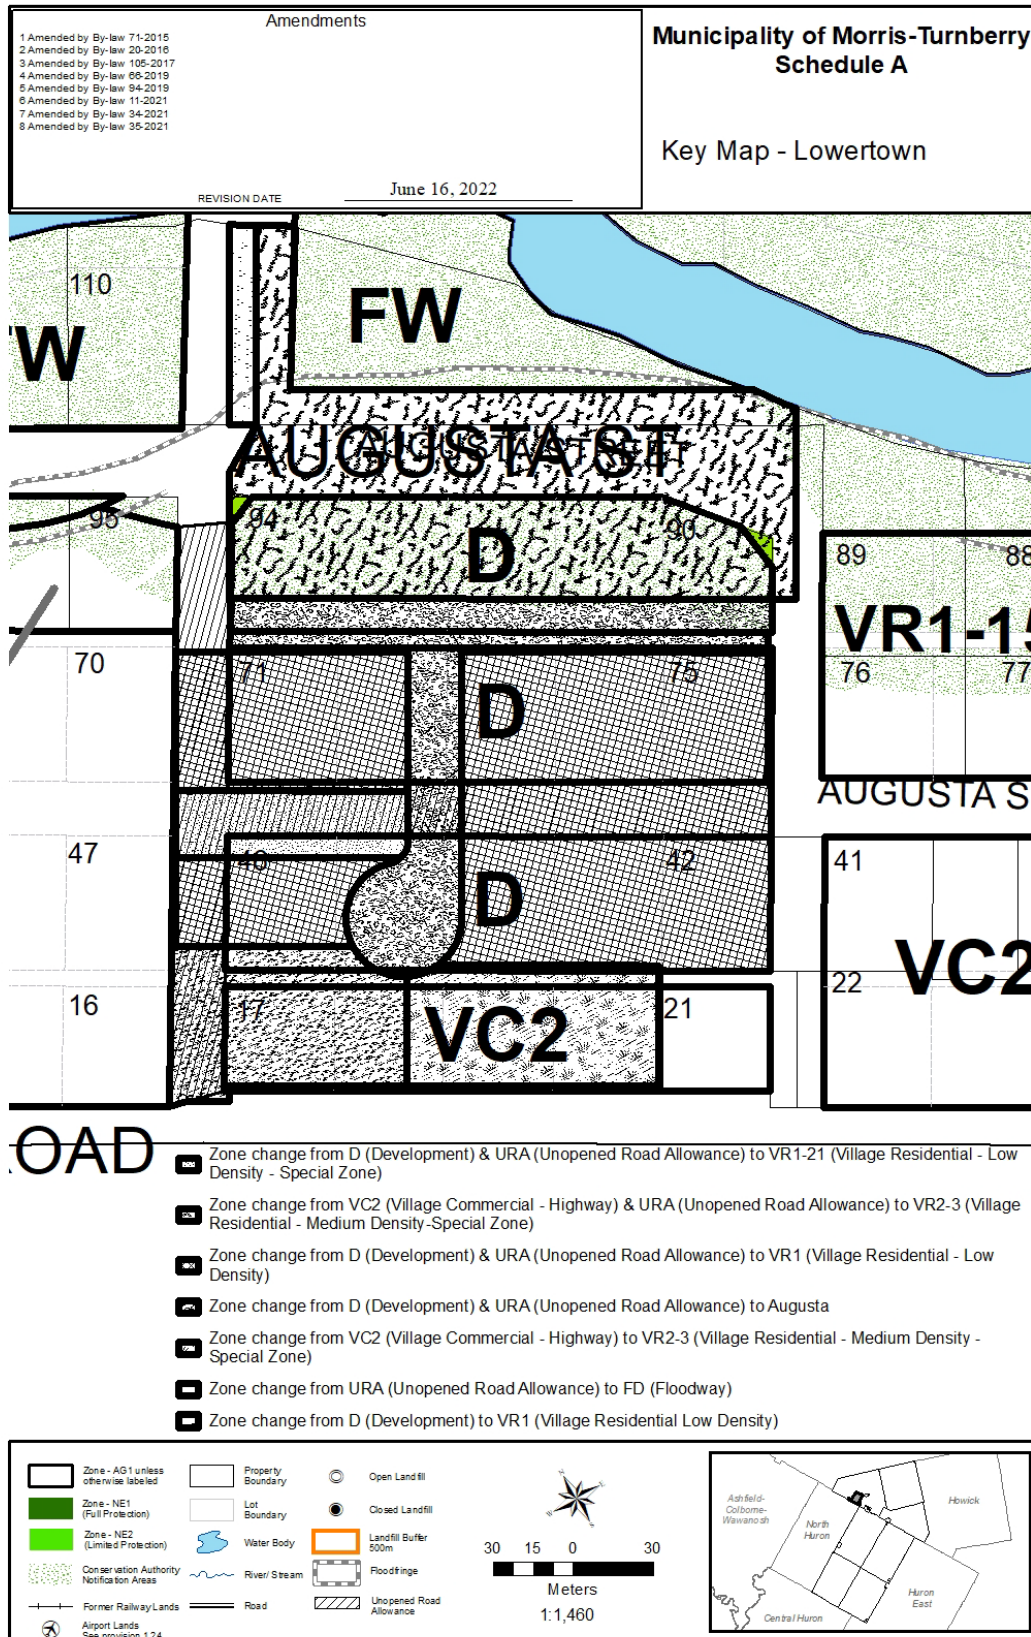 Amendments
1 Amended by By-law 71-2015
2 Amended by By-law 20-2016
3 Amended by By-law 105-2017
4 Amended by By-law 66-2019
5 Amended by By-law 94-2019
6 Amended by By-law 11-2021
7 Amended by By-law 34-2021
8 Amended by By-law 35-2021
REVISION DATE June 16, 2022
Municipality of Morris-Turnberry
Schedule A
Key Map - Lowertown
110
FW
W
AUGUSTA ST
95
94
90
D
89
88
VR1-15
70
71
75
76
77
D
AUGUSTA S
47
40
42
41
D
VC2
22
16
17
21
VC2
ROAD
Zone change from D (Development) & URA (Unopened Road Allowance) to VR1-21 (Village Residential - Low
Density - Special Zone)
Zone change from VC2 (Village Commercial - Highway) & URA (Unopened Road Allowance) to VR2-3 (Village
Residential - Medium Density-Special Zone)
Zone change from D (Development) & URA (Unopened Road Allowance) to VR1 (Village Residential - Low
Density)
Zone change from D (Development) & URA (Unopened Road Allowance) to Augusta
Zone change from VC2 (Village Commercial - Highway) to VR2-3 (Village Residential - Medium Density -
Special Zone)
Zone change from URA (Unopened Road Allowance) to FD (Floodway)
Zone change from D (Development) to VR1 (Village Residential Low Density)
Zone - AG1 unless
otherwise labeled
Zone - NE1
(Full Protection)
Zone - NE2
(Limited Protection)
Conservation Authority
Notification Areas
Former Railway Lands
Airport Lands
See provision 1.24
Property
Boundary
Lot
Boundary
Water Body
River/ Stream
Road
Open Landfill
Closed Landfill
Landfill Buffer
500m
Floodfringe
Unopened Road
Allowance
30 15 0 30
Meters
1:1,460
Ashfield-
Colborne-
Wawanosh
Howick
North
Huron
Huron
East
Central Huron